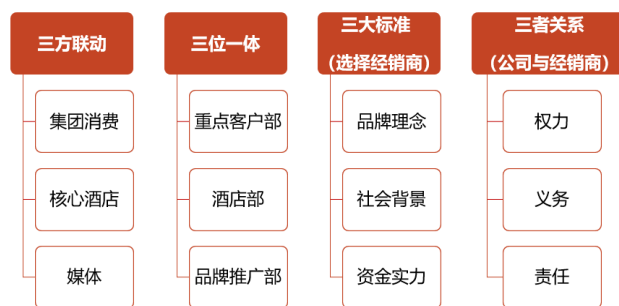 三方联动
集团消费
核心酒店
媒体
三位一体
重点客户部
酒店部
品牌推广部
三大标准
（选择经销商）
品牌理念
社会背景
资金实力
三者关系
（公司与经销商）
权力
义务
责任